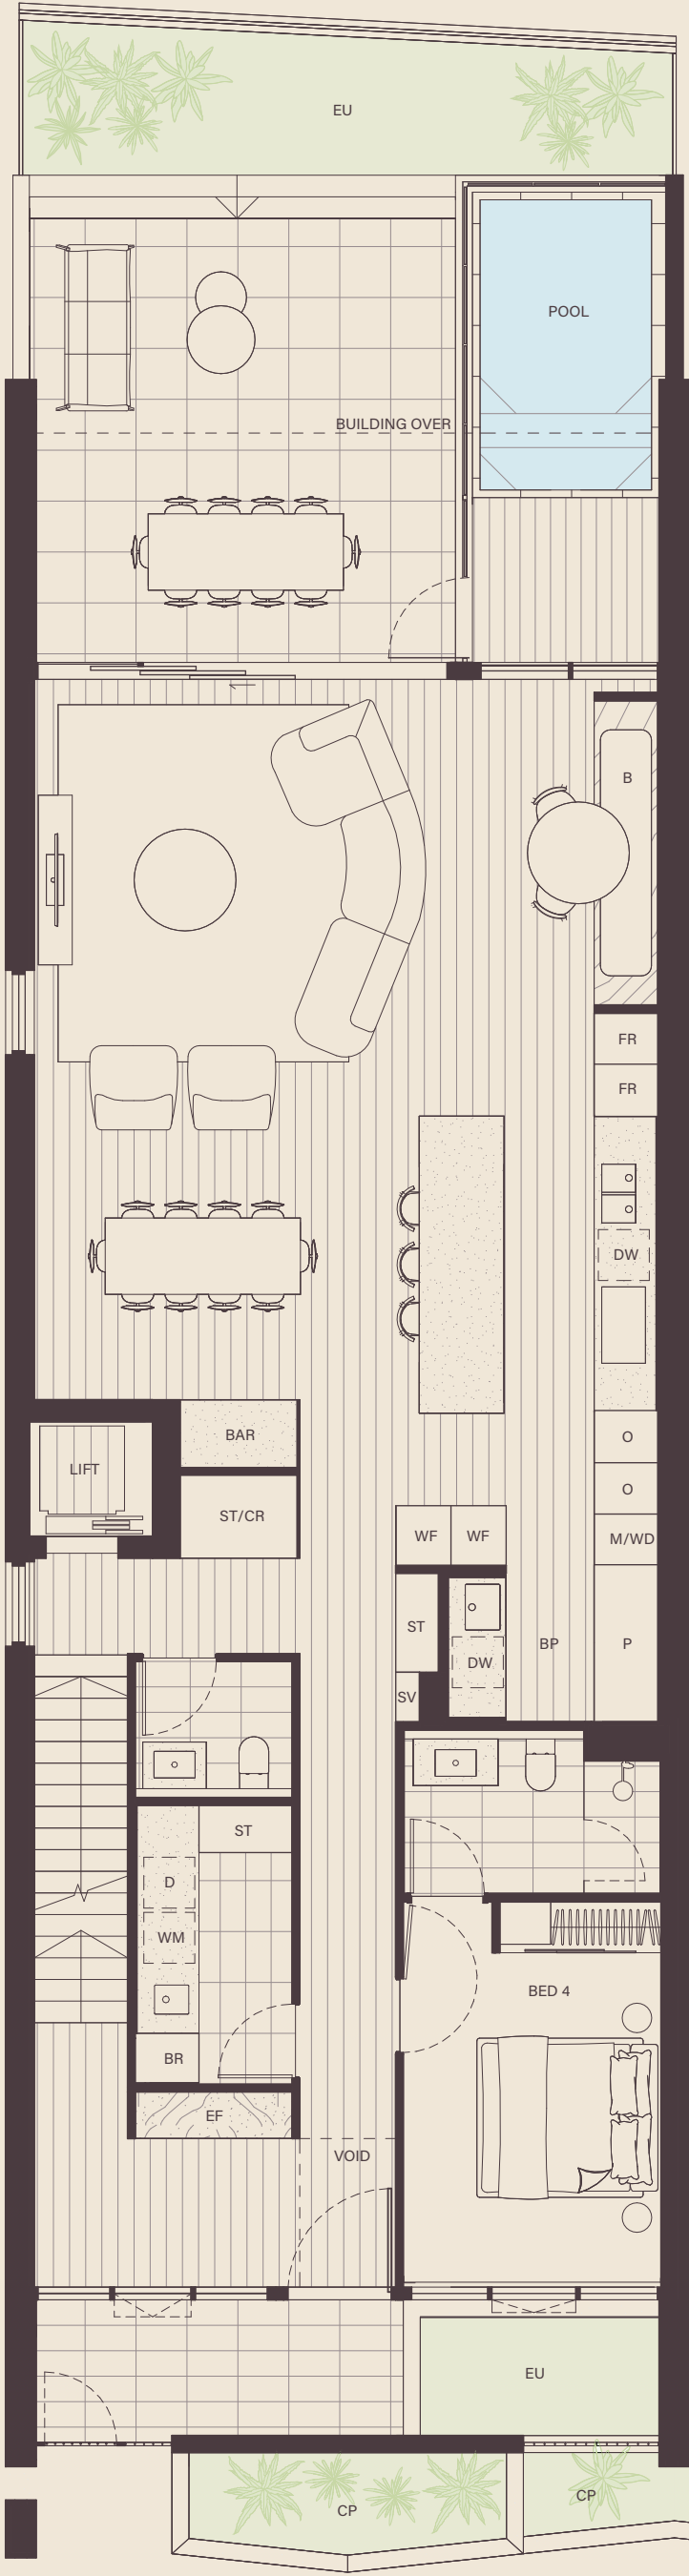 EU
POOL
BUILDING OVER
B
FR
FR
DW
BAR
LIFT
O
O
ST/CR
WF WF
M/WD
ST
BP
P
DW
SV
ST
D
WM
BED 4
BR
EF
VOID
EU
CP
CP